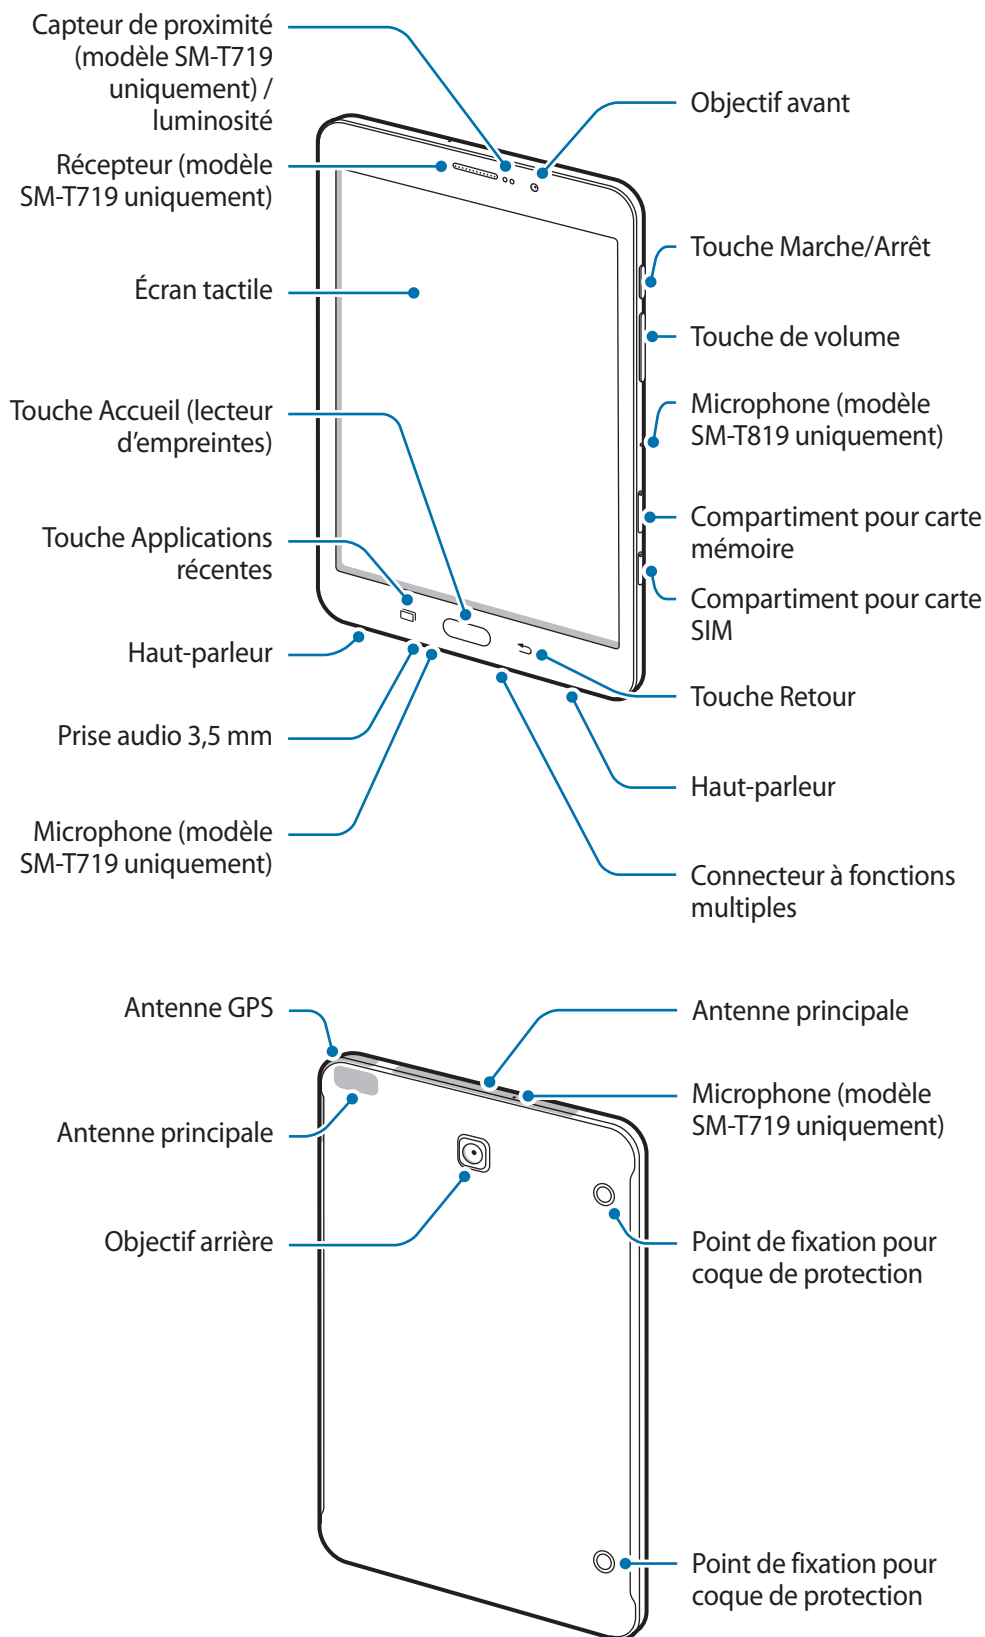 Capteur de proximité
(modèle SM-T719
uniquement) /
luminosité
Récepteur (modèle
SM-T719 uniquement)
Écran tactile
Touche Accueil (lecteur
d'empreintes)
Touche Applications
récentes
Haut-parleur
Prise audio 3,5 mm
Microphone (modèle
SM-T719 uniquement)
Objectif avant
Touche Marche/Arrêt
Touche de volume
Microphone (modèle
SM-T819 uniquement)
Compartiment pour carte
mémoire
Compartiment pour carte
SIM
Touche Retour
Haut-parleur
Connecteur à fonctions
multiples
Antenne GPS
Antenne principale
Objectif arrière
Antenne principale
Microphone (modèle
SM-T719 uniquement)
Point de fixation pour
coque de protection
Point de fixation pour
coque de protection